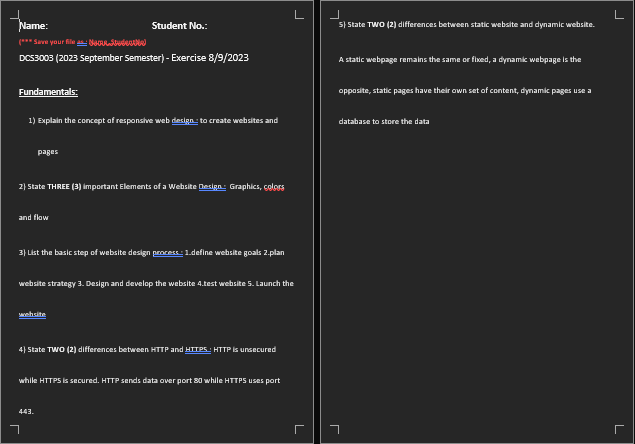 Name: Student No.:
(*** Save your file as.: Name_StudentNo)
DCS3003 (2023 September Semester) - Exercise 8/9/2023
Fundamentals:
1) Explain the concept of responsive web design.: to create websites and
pages
2) State THREE (3) important Elements of a Website Design.: Graphics, colors
and flow
3) List the basic step of website design process.: 1.define website goals 2.plan
website strategy 3. Design and develop the website 4.test website 5. Launch the
website
4) State TWO (2) differences between HTTP and HTTPS.: HTTP is unsecured
while HTTPS is secured. HTTP sends data over port 80 while HTTPS uses port
443.
5) State TWO (2) differences between static website and dynamic website.
A static webpage remains the same or fixed, a dynamic webpage is the
opposite, static pages have their own set of content, dynamic pages use a
database to store the data